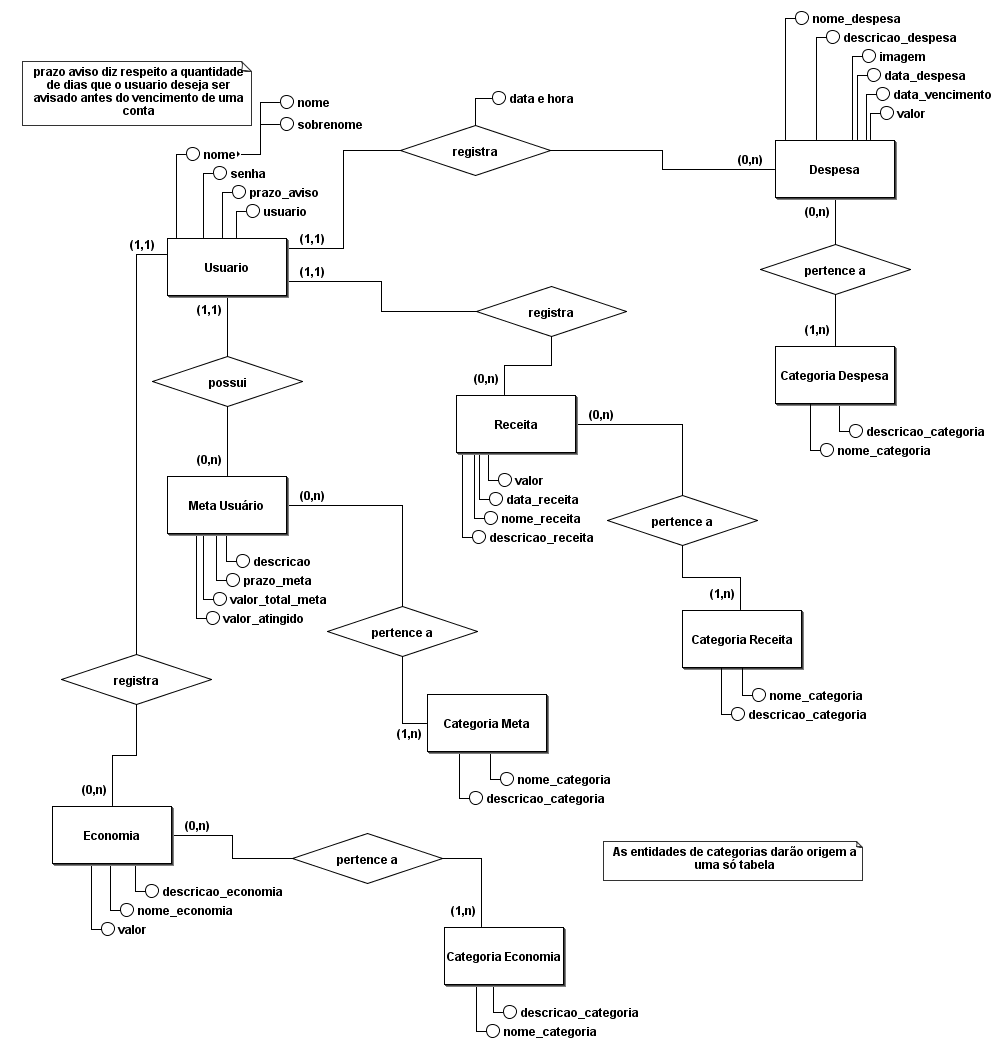 nome_despesa
descricao_despesa
imagem
data_despesa
data_vencimento
valor
prazo aviso diz respeito a quantidade
de dias que o usuario deseja ser
avisado antes do vencimento de uma
conta
nome
sobrenome
nome
senha
prazo_aviso
usuario
data e hora
registra
(0,n)
Despesa
(1,1)
(1,1)
Usuario
(1,1)
(1,1)
(0,n)
pertence a
(1,n)
Categoria Despesa
descricao_categoria
nome_categoria
registra
(0,n)
Receita
(0,n)
valor
data_receita
nome_receita
descricao_receita
pertence a
(1,n)
Categoria Receita
nome_categoria
descricao_categoria
possui
(0,n)
Meta Usuário
(0,n)
descricao
prazo_meta
valor_total_meta
valor_atingido
pertence a
(1,n)
Categoria Meta
nome_categoria
descricao_categoria
registra
(0,n)
Economia
(0,n)
descricao_economia
nome_economia
valor
pertence a
(1,n)
Categoria Economia
descricao_categoria
nome_categoria
As entidades de categorias darão origem a
uma só tabela